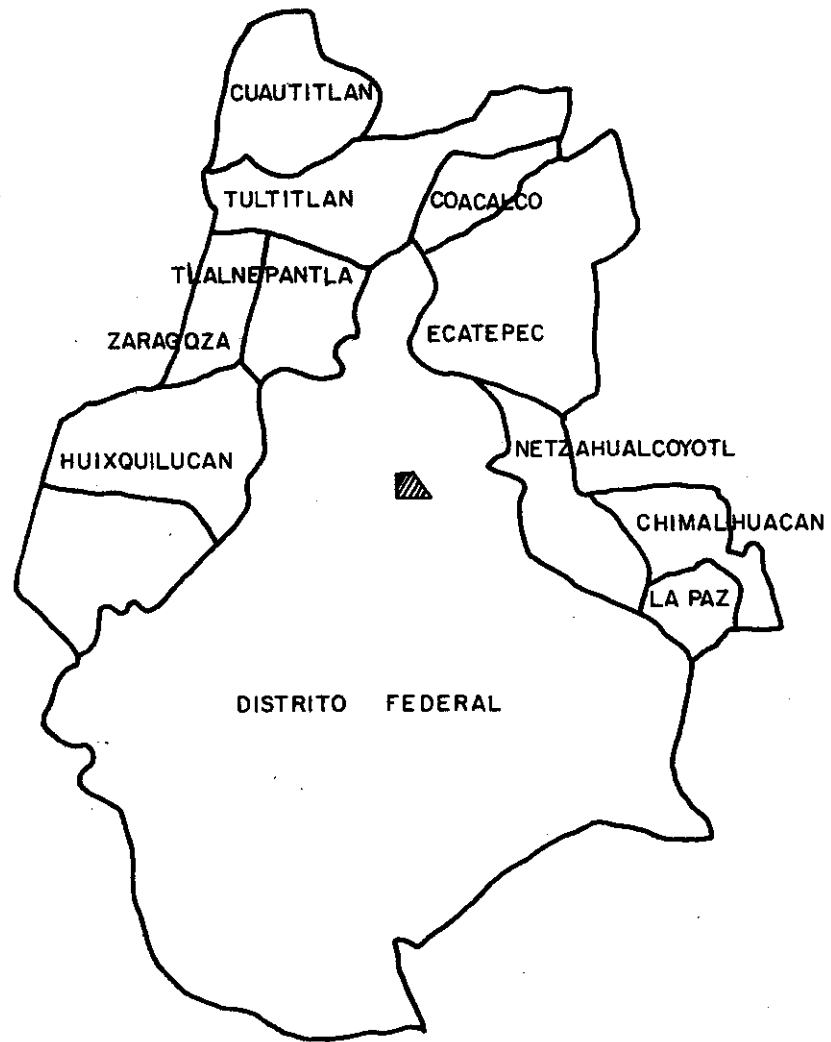 CUAUTITLAN
TULTITLAN
COACALCO
TLALNEPANTLA
ZARAGOZA
ECATEPEC
HUIXQUILUCAN
NETZAHUALCOYOTL
CHIMALHUACAN
LA PAZ
DISTRITO FEDERAL